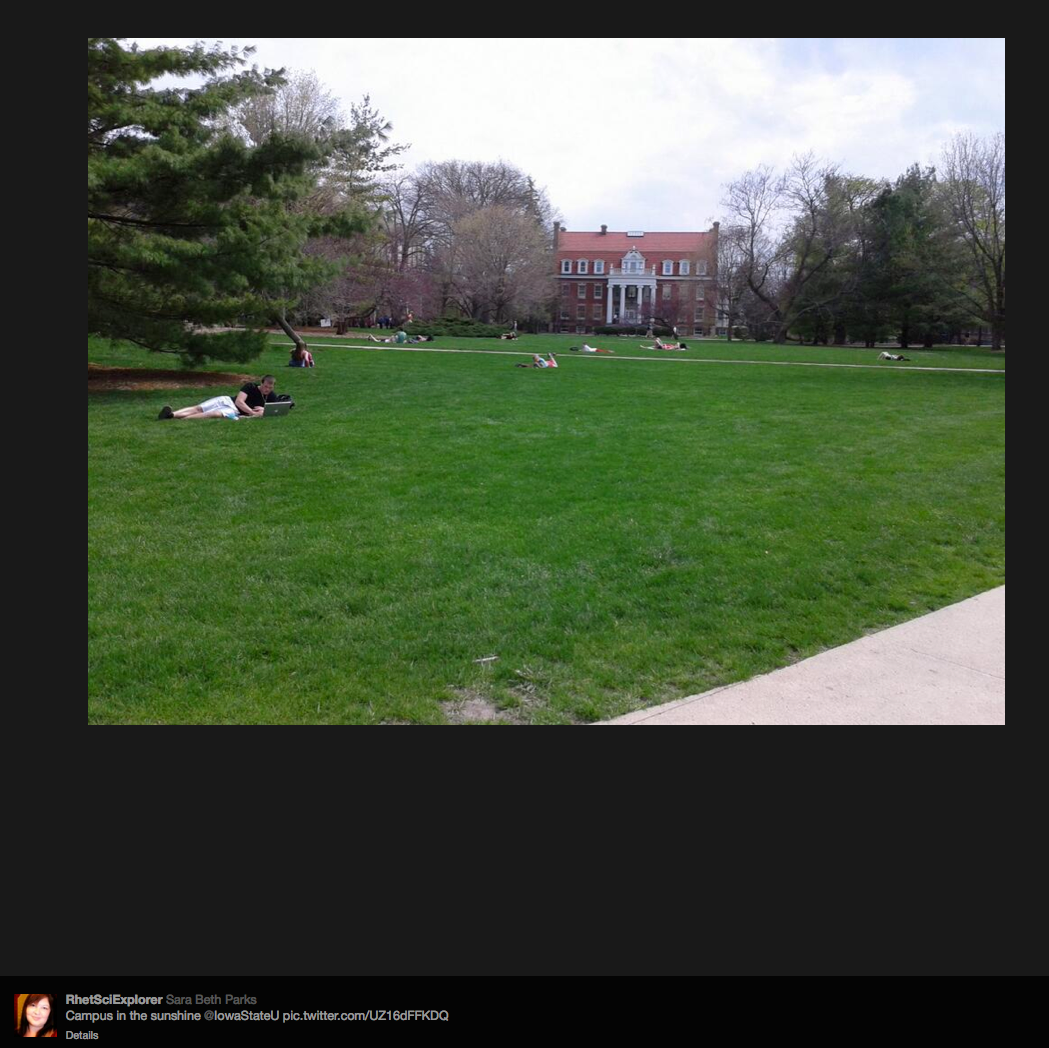 RhetSciExplorer Sara Beth Parks
Campus in the sunshine @IowaStateU pic.twitter.com/UZ16dFFKDQ
Details